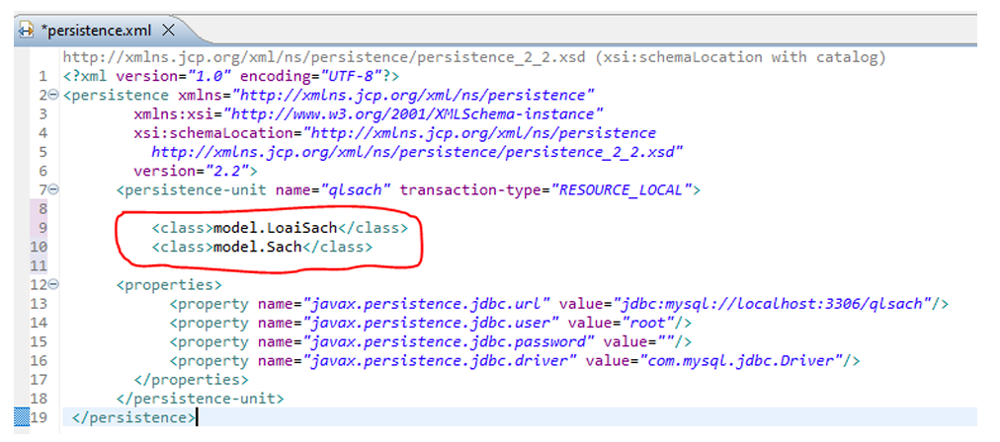 *persistence.xml
http://xmlns.jcp.org/xml/ns/persistence/persistence_2_2.xsd (xsi:schemaLocation with catalog)
1 <?xml version="1.0" encoding="UTF-8"?>
2 <persistence xmlns="http://xmlns.jcp.org/xml/ns/persistence"
3 xmlns:xsi="http://www.w3.org/2001/XMLSchema-instance"
4 xsi:schemaLocation="http://xmlns.jcp.org/xml/ns/persistence
5 http://xmlns.jcp.org/xml/ns/persistence/persistence_2_2.xsd"
6 version="2.2">
7 <persistence-unit name="qlsach" transaction-type="RESOURCE_LOCAL">
8
9 <class>model.LoaiSach</class>
10 <class>model.Sach</class>
11
12 <properties>
13 <property name="javax.persistence.jdbc.url" value="jdbc:mysql://localhost:3306/qlsach"/>
14 <property name="javax.persistence.jdbc.user" value="root"/>
15 <property name="javax.persistence.jdbc.password" value=""/>
16 <property name="javax.persistence.jdbc.driver" value="com.mysql.jdbc.Driver"/>
17 </properties>
18 </persistence-unit>
19 </persistence>